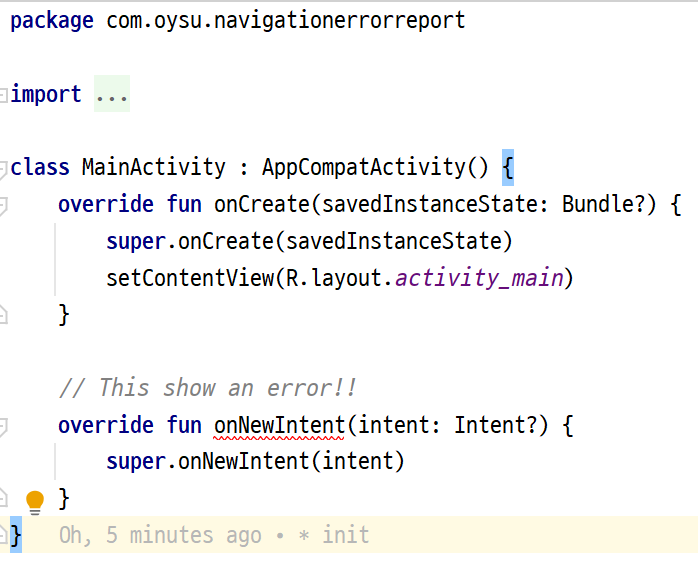 package com.oysu.navigationerrorreport
import ...
class MainActivity : AppCompatActivity() {
override fun onCreate(savedInstanceState: Bundle?) {
super.onCreate(savedInstanceState)
setContentView(R.layout.activity_main)
}
// This show an error!!
override fun onNewIntent(intent: Intent?) {
super.onNewIntent(intent)
}
} Oh, 5 minutes ago • * init